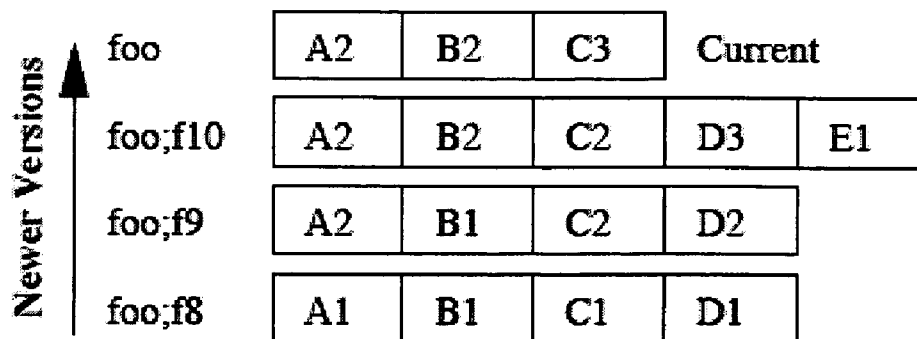 Newer Versions
foo A2 B2 C3 Current
foo;f10 A2 B2 C2 D3 E1
foo;f9 A2 B1 C2 D2
foo;f8 A1 B1 C1 D1